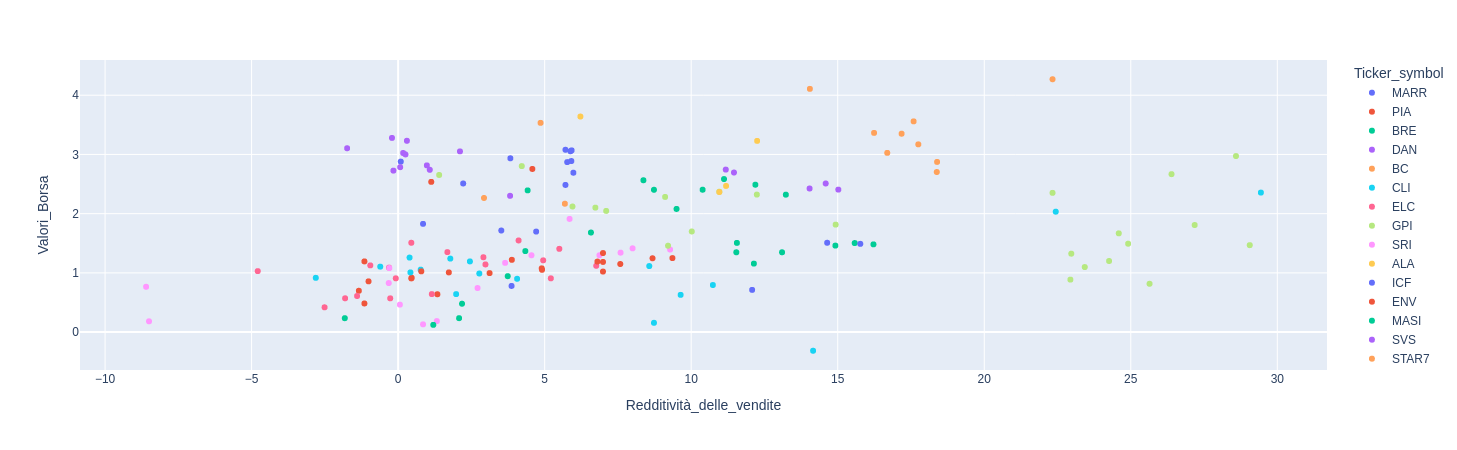 Ticker_symbol
MARR
PIA
BRE
DAN
BC
CLI
ELC
GPI
SRI
ALA
ICF
ENV
MASI
SVS
STAR7
4
3
2
1
0
Valori_Borsa
−10 −5 0 5 10 15 20 25 30
Redditività_delle_vendite